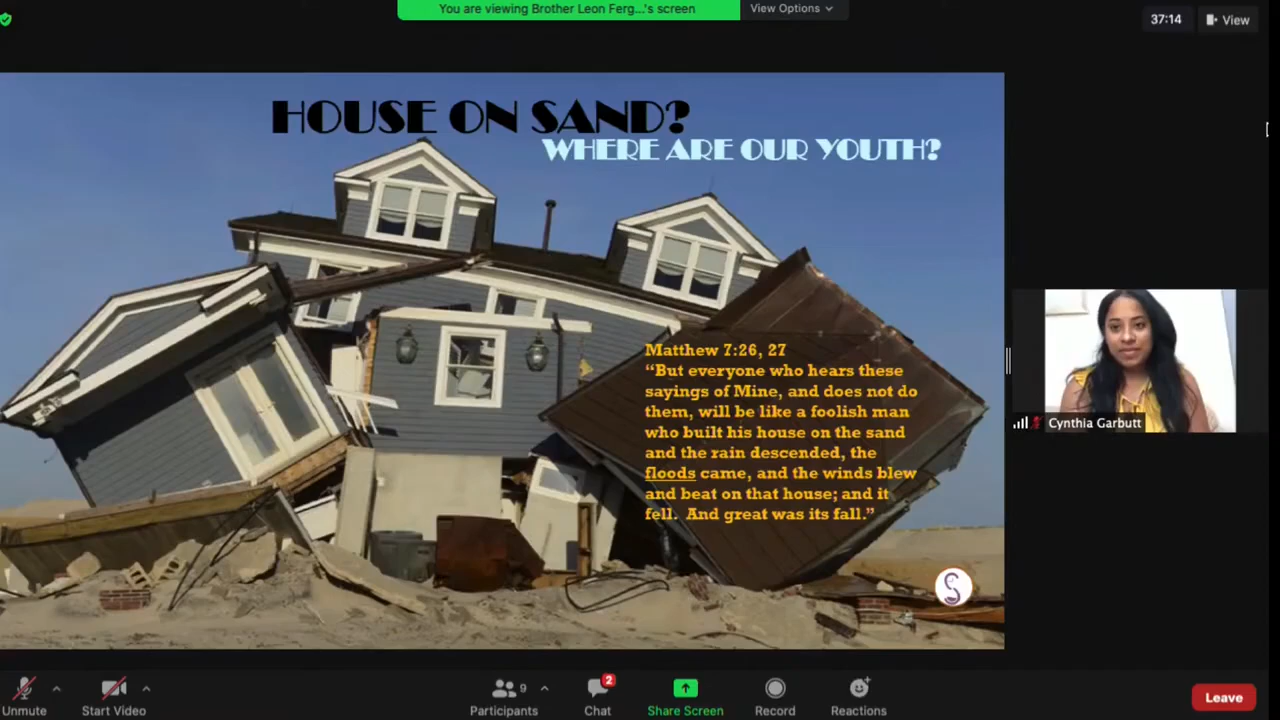 You are viewing Brother Leon Ferg...'s screen
View Options
37:14
View
HOUSE ON SAND?
WHERE ARE OUR YOUTH?
Matthew 7:26, 27
“But everyone who hears these
sayings of Mine, and does not do
them, will be like a foolish man
who built his house on the sand
and the rain descended, the
floods came, and the winds blew
and beat on that house; and it
fell. And great was its fall.”
S
Cynthia Garbutt
Unmute
Start Video
9
Participants
2
Chat
Share Screen
Record
Reactions
Leave